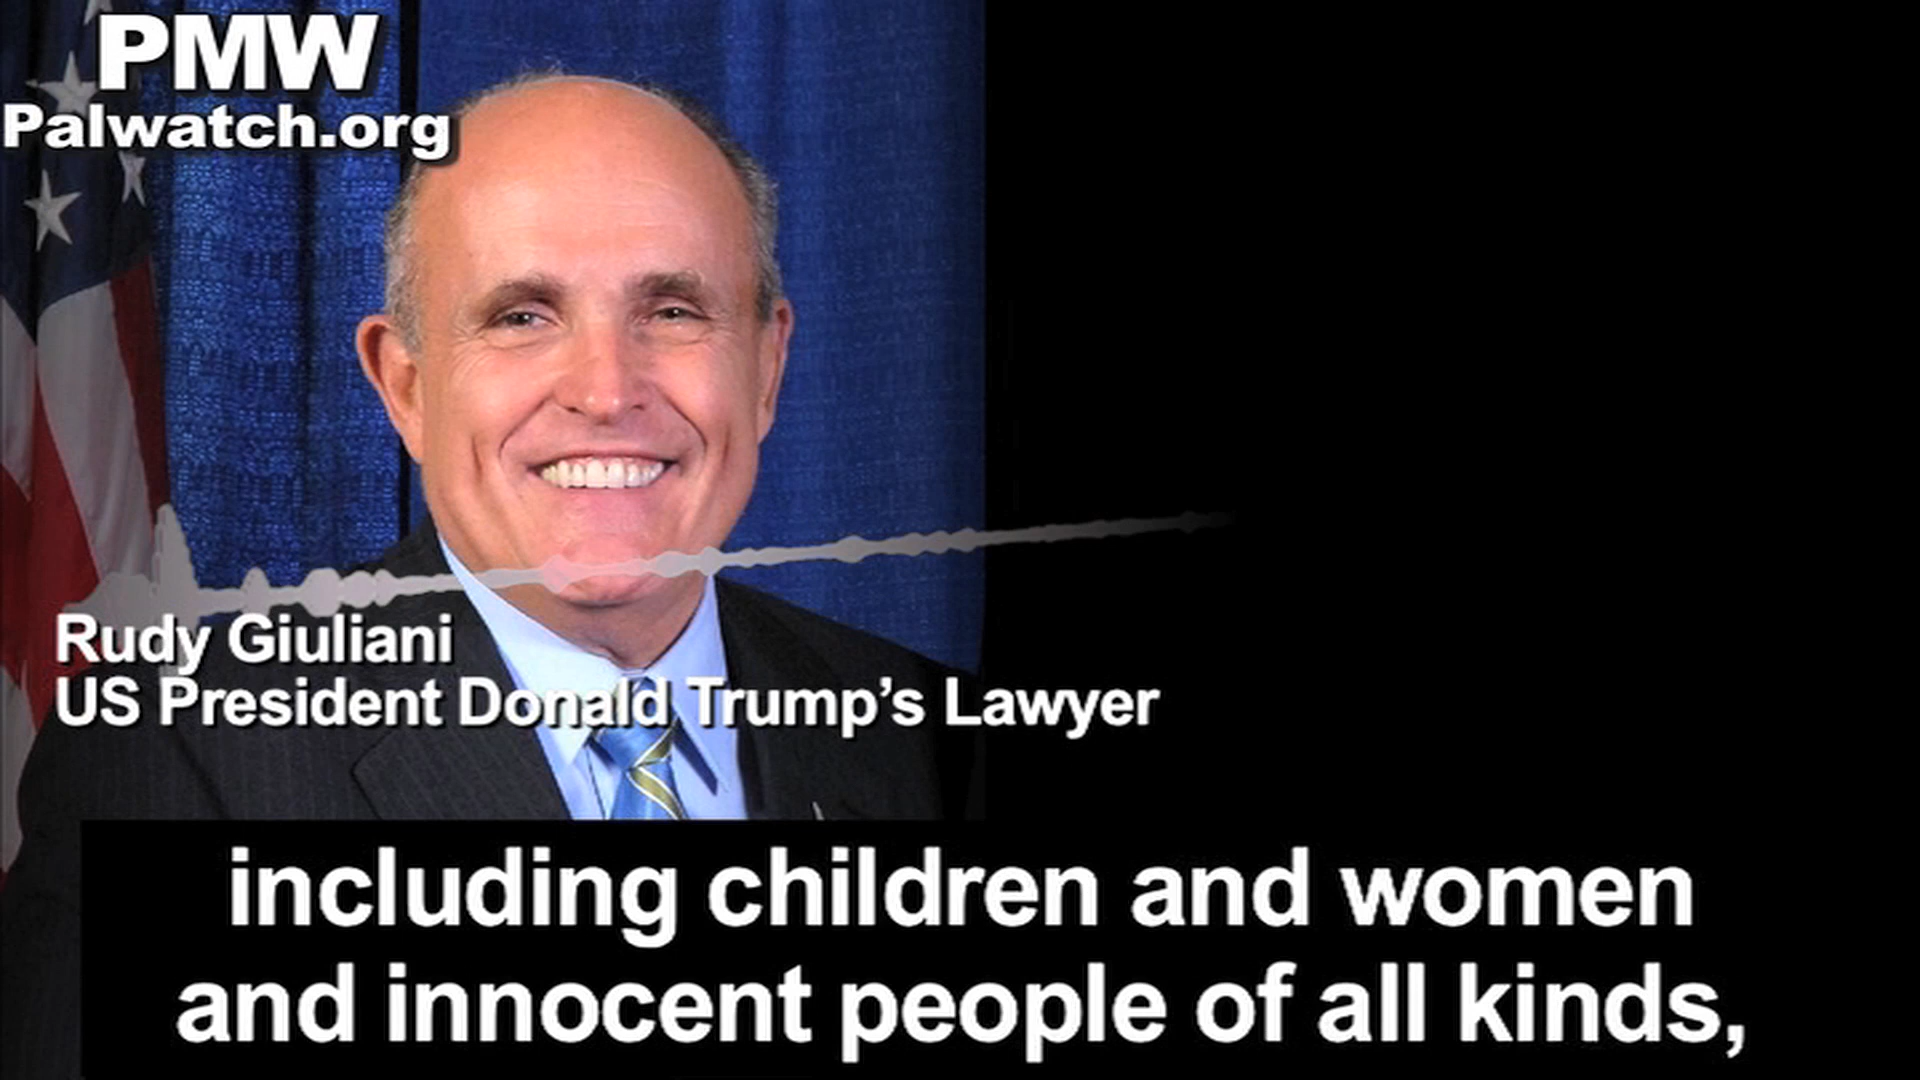 PMW
Palwatch.org
Rudy Giuliani
US President Donald Trump’s Lawyer
including children and women
and innocent people of all kinds,